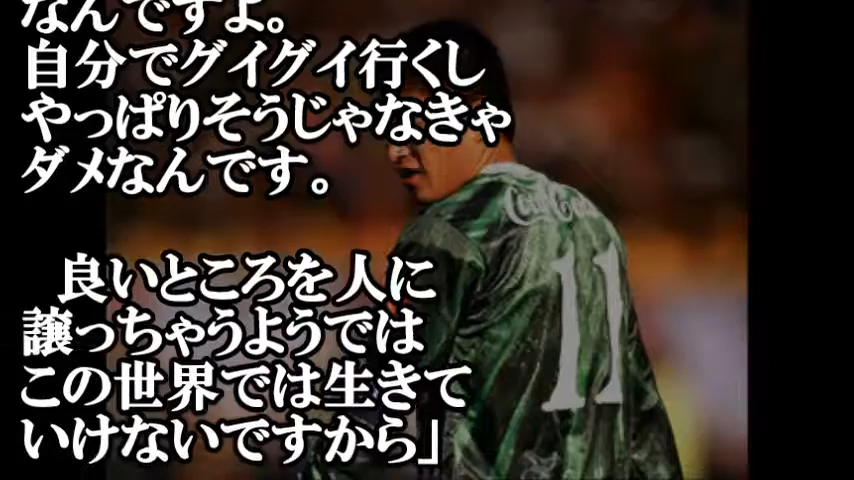 なんですよ。
自分でグイグイ行くし
やっぱりそうじゃなきゃ
ダメなんです。
良いところを人に
譲っちゃうようでは
この世界では生きて
いけないですから」
Coca-Cola
11